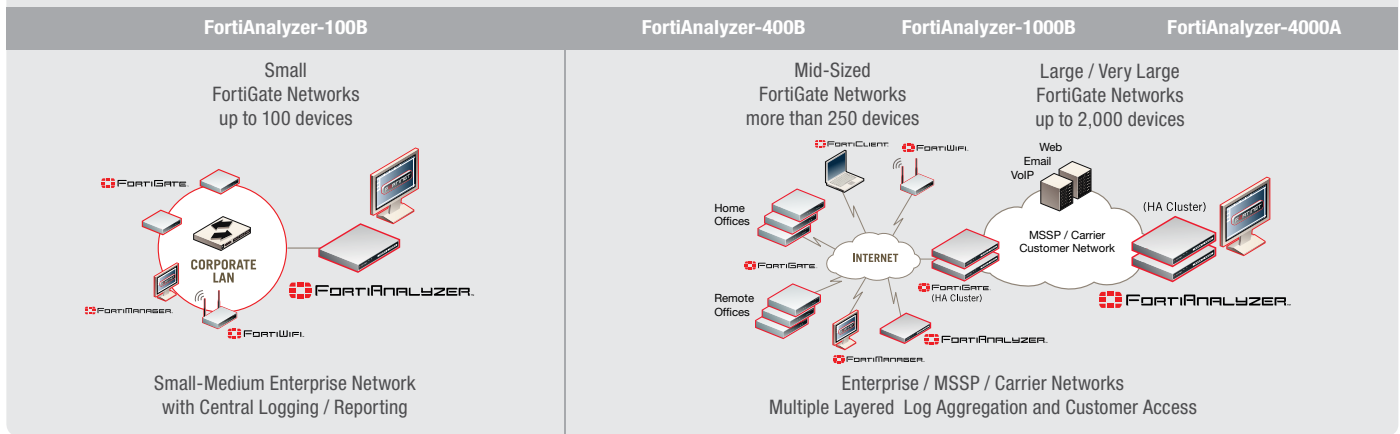 FortiAnalyzer-100B
FortiAnalyzer-400B
FortiAnalyzer-1000B
FortiAnalyzer-4000A
Small
FortiGate Networks
up to 100 devices
FORTIGATE.
CORPORATE
LAN
FORTIANALYZER.
FORTIMANAGER.
FORTIWIFI.
Small-Medium Enterprise Network
with Central Logging / Reporting
Mid-Sized
FortiGate Networks
more than 250 devices
Large / Very Large
FortiGate Networks
up to 2,000 devices
FORTICLIENT.
FORTIWIFI.
Web
Email
VoIP
Home
Offices
(HA Cluster)
MSSP / Carrier
Customer Network
INTERNET
FORTIGATE.
FORTIGATE.
(HA Cluster)
FORTIANALYZER.
Remote
Offices
FORTIANALYZER.
FORTIMANAGER.
Enterprise / MSSP / Carrier Networks
Multiple Layered Log Aggregation and Customer Access